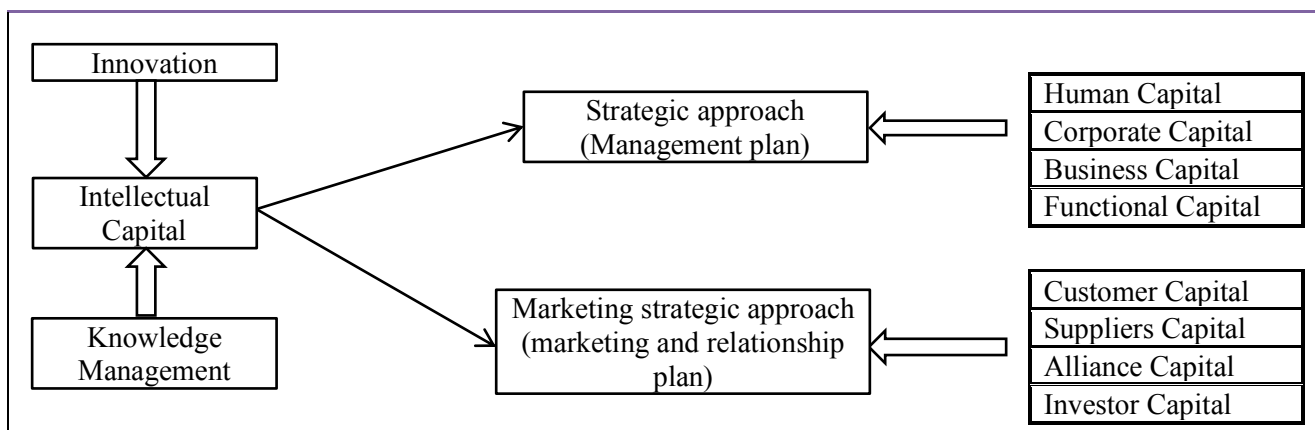 Innovation
Intellectual
Capital
Knowledge
Management
Strategic approach
(Management plan)
Marketing strategic approach
(marketing and relationship
plan)
Human Capital
Corporate Capital
Business Capital
Functional Capital
Customer Capital
Suppliers Capital
Alliance Capital
Investor Capital